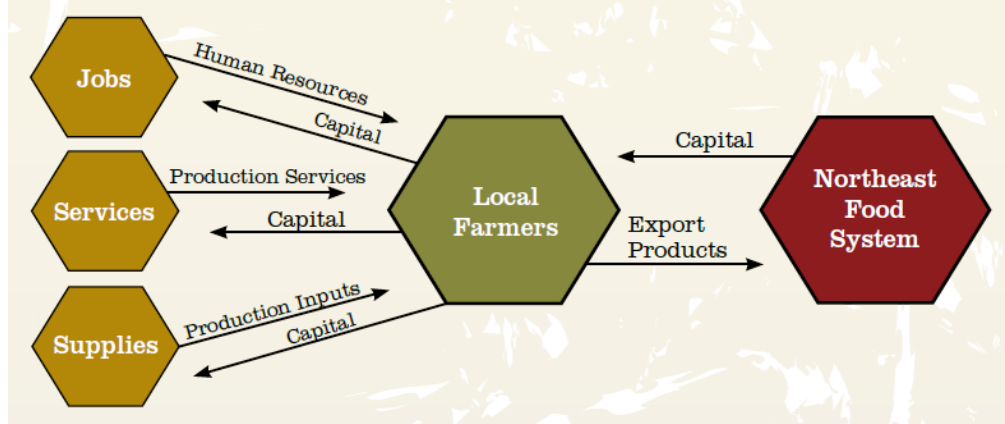 Jobs
Human Resources
Capital
Services
Production Services
Capital
Supplies
Production Inputs
Capital
Local
Farmers
Capital
Export
Products
Northeast
Food
System